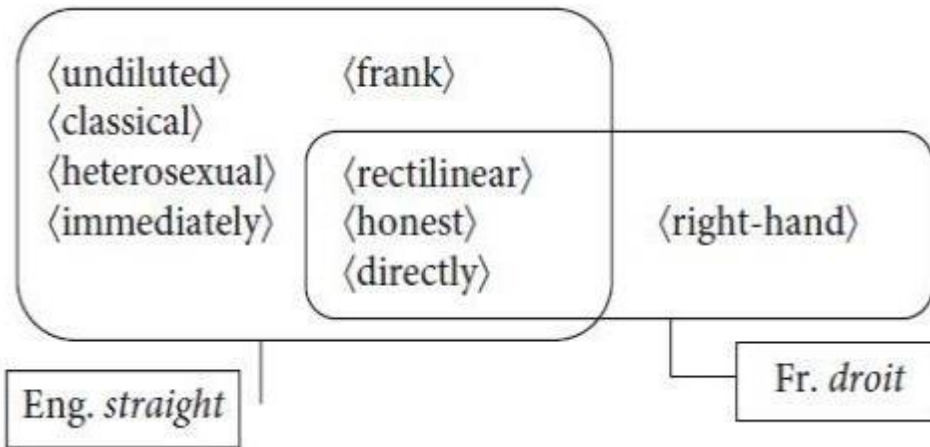 ⟨undiluted⟩ ⟨frank⟩
⟨classical⟩
⟨heterosexual⟩ ⟨rectilinear⟩
⟨immediately⟩ ⟨honest⟩ ⟨right-hand⟩
⟨directly⟩
Eng. straight
Fr. droit